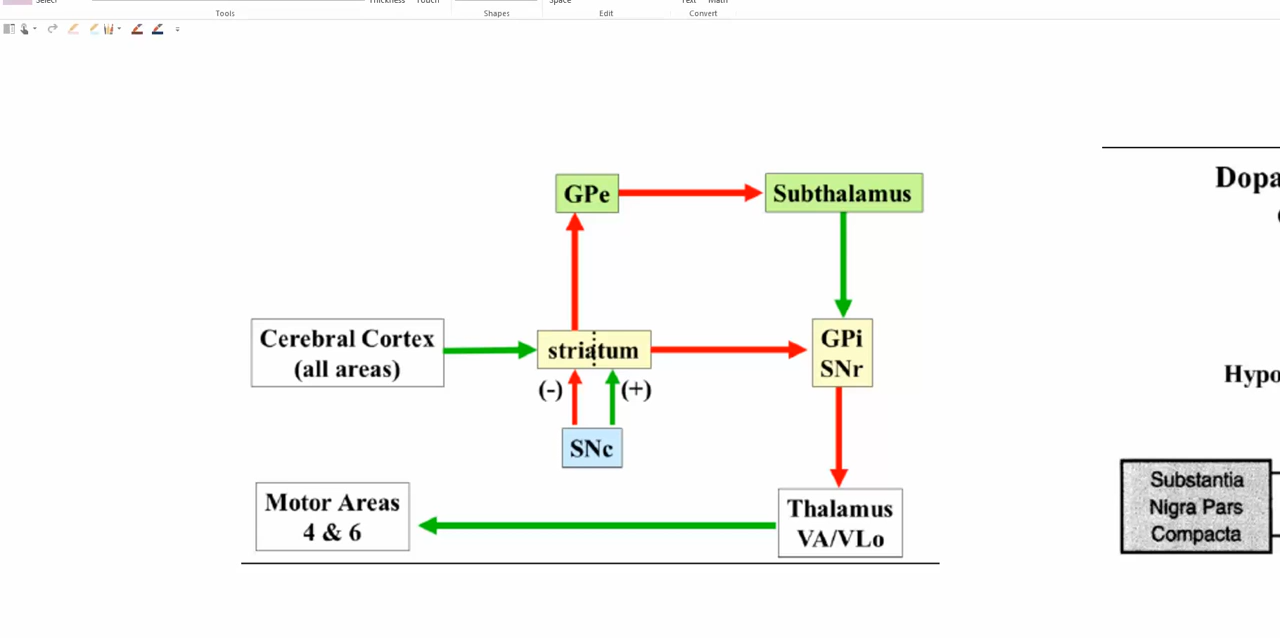 Select
Thickness Touch
Space
Text Math
Tools
Shapes
Edit
Convert
GPe
Subthalamus
Cerebral Cortex
(all areas)
striatum
GPi
SNr
(-)
(+)
SNc
Motor Areas
4 & 6
Thalamus
VA/VLo
Dopa
Hypo
Substantia
Nigra Pars
Compacta